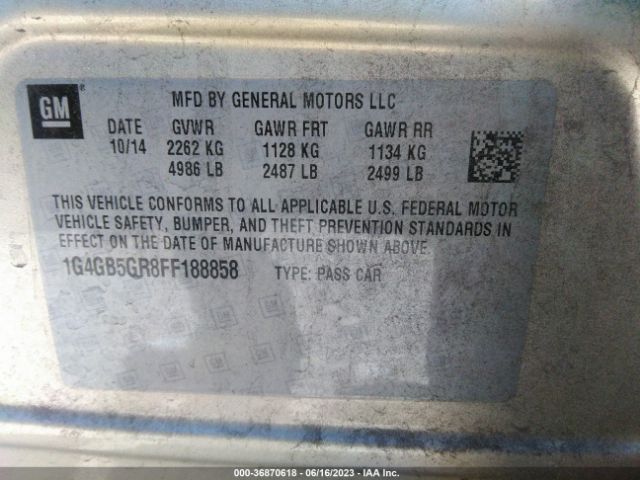 GM ®
MFD BY GENERAL MOTORS LLC
DATE GVWR GAWR FRT GAWR RR
10/14 2262 KG 1128 KG 1134 KG
4986 LB 2487 LB 2499 LB
THIS VEHICLE CONFORMS TO ALL APPLICABLE U.S. FEDERAL MOTOR
VEHICLE SAFETY, BUMPER, AND THEFT PREVENTION STANDARDS IN
EFFECT ON THE DATE OF MANUFACTURE SHOWN ABOVE.
1G4GB5GR8FF188858 TYPE: PASS CAR
000-36870618 - 06/16/2023 - IAA Inc.